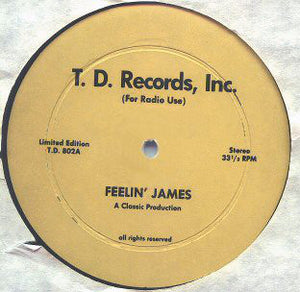 T. D. Records, Inc.
(For Radio Use)
Limited Edition
T.D. 802A
Stereo
33⅓ RPM
FEELIN' JAMES
A Classic Production
all rights reserved